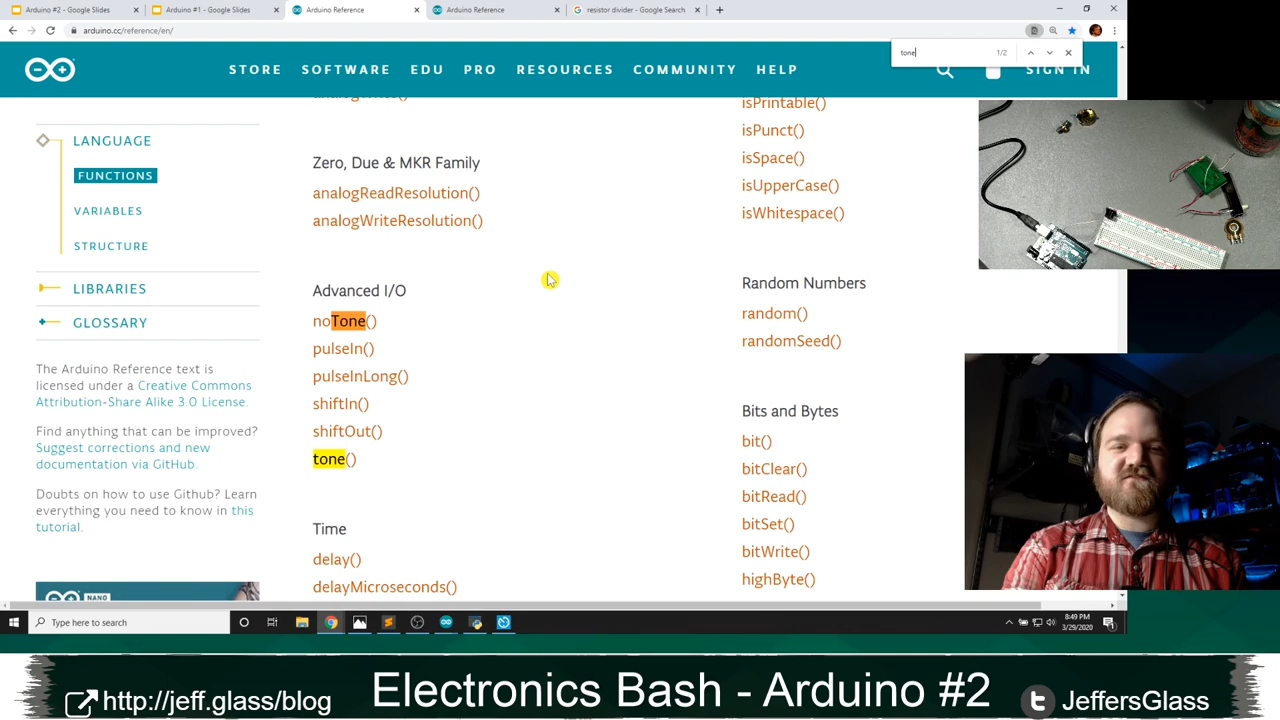 Arduino #2 - Google Slides
Arduino #1 - Google Slides
Arduino Reference
Arduino Reference
resistor divider - Google Search
arduino.cc/reference/en/
tone
1/2
STORE SOFTWARE EDU PRO RESOURCES COMMUNITY HELP
SIGN IN
LANGUAGE
FUNCTIONS
VARIABLES
STRUCTURE
LIBRARIES
GLOSSARY
The Arduino Reference text is
licensed under a Creative Commons
Attribution-Share Alike 3.0 License.
Find anything that can be improved?
Suggest corrections and new
documentation via GitHub.
Doubts on how to use Github? Learn
everything you need to know in this
tutorial.
NANO
Zero, Due & MKR Family
analogReadResolution()
analogWriteResolution()
Advanced I/O
noTone()
pulseIn()
pulseInLong()
shiftIn()
shiftOut()
tone()
Time
delay()
delayMicroseconds()
isPrintable()
isPunct()
isSpace()
isUpperCase()
isWhitespace()
Random Numbers
random()
randomSeed()
Bits and Bytes
bit()
bitClear()
bitRead()
bitSet()
bitWrite()
highByte()
Type here to search
8:49 PM
3/29/2020
http://jeff.glass/blog
Electronics Bash - Arduino #2
JeffersGlass